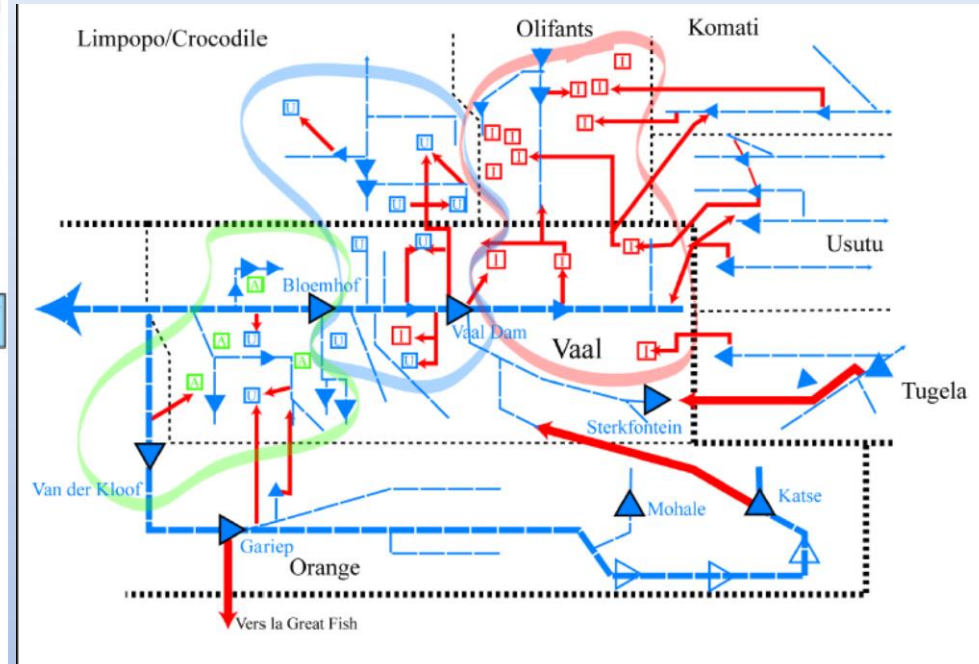 Limpopo/Crocodile
Olifants
Komati
I
I
I
U
U
I
I
I
I
I
U
U
U
U
I
I
I
Usutu
A
Bloemhof
Vaal Dam
U
A
A
A
U
U
I
U
Vaal
I
Tugela
Sterkfontein
Van der Kloof
Mohale
Katse
Gariep
Orange
Vers la Great Fish